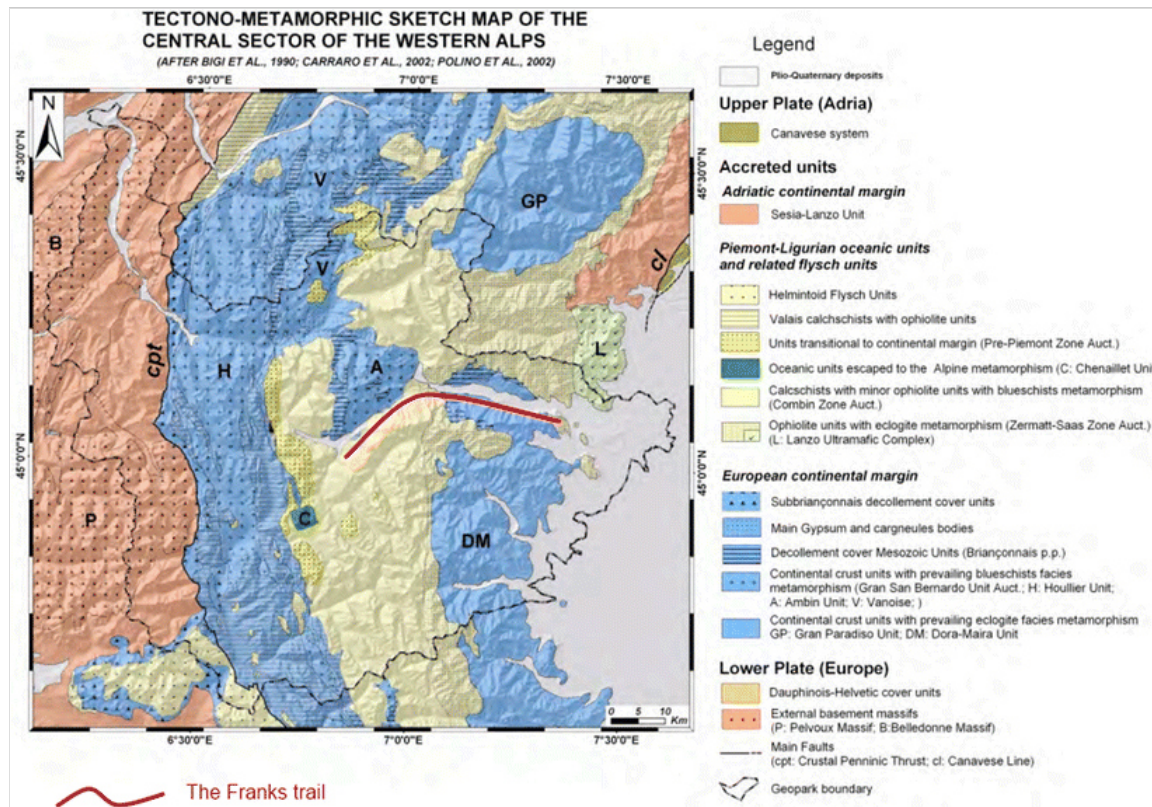 TECTONO-METAMORPHIC SKETCH MAP OF THE
CENTRAL SECTOR OF THE WESTERN ALPS
(AFTER BIGI ET AL., 1990; CARRARO ET AL., 2002; POLINO ET AL., 2002)
6°30'0"E
7°0'0"E
7°30'0"E
N
45°30'0"N
45°30'0"N
45°0'0"N
45°0'0"N
V
GP
B
V
cl
cpt
H
A
L
P
C
DM
0 5 10
Km
6°30'0"E
7°0'0"E
7°30'0"E
The Franks trail
Legend
Plio-Quaternary deposits
Upper Plate (Adria)
Canavese system
Accreted units
Adriatic continental margin
Sesia-Lanzo Unit
Piemont-Ligurian oceanic units
and related flysch units
Helmintoid Flysch Units
Valais calchschists with ophiolite units
Units transitional to continental margin (Pre-Piemont Zone Auct.)
Oceanic units escaped to the Alpine metamorphism (C: Chenaillet Uni
Calcschists with minor ophiolite units with blueschists metamorphism
(Combin Zone Auct.)
Ophiolite units with eclogite metamorphism (Zermatt-Saas Zone Auct.)
(L: Lanzo Ultramafic Complex)
European continental margin
Subbriançonnais decollement cover units
Main Gypsum and cargneules bodies
Decollement cover Mesozoic Units (Briançonnais p.p.)
Continental crust units with prevailing blueschists facies
metamorphism (Gran San Bernardo Unit Auct.; H: Houllier Unit;
A: Ambin Unit; V: Vanoise; )
Continental crust units with prevailing eclogite facies metamorphism
GP: Gran Paradiso Unit; DM: Dora-Maira Unit
Lower Plate (Europe)
Dauphinois-Helvetic cover units
External basement massifs
(P: Pelvoux Massif; B:Belledonne Massif)
Main Faults
(cpt: Crustal Penninic Thrust; cl: Canavese Line)
Geopark boundary